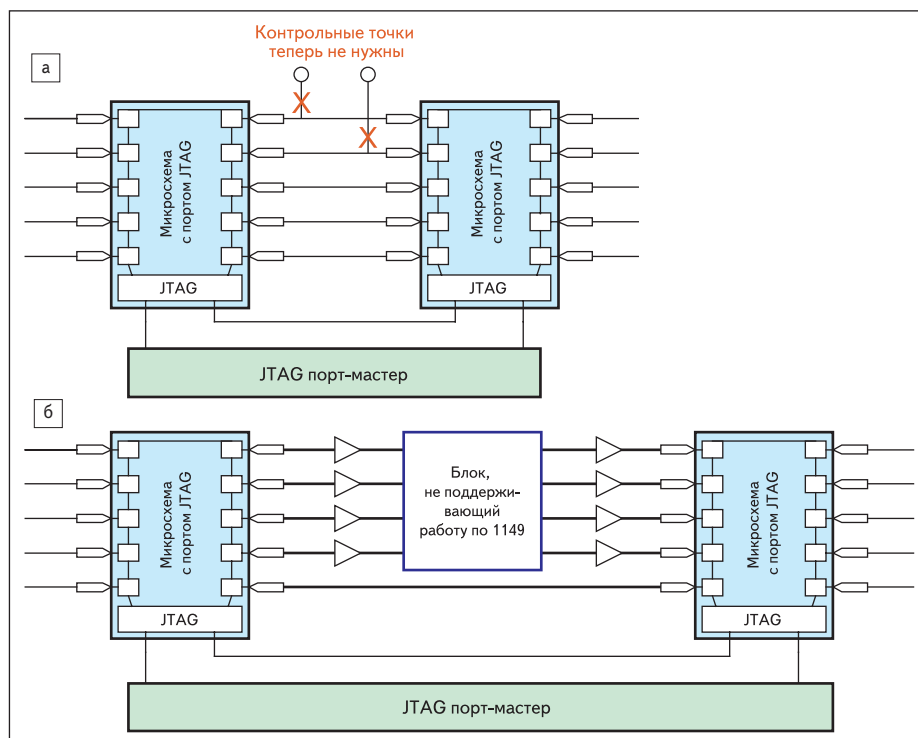 Контрольные точки
теперь не нужны
а
Микросхема
с портом JTAG
Микросхема
с портом JTAG
JTAG
JTAG
JTAG порт-мастер
б
Микросхема
с портом JTAG
Блок,
не поддержи-
вающий
работу по 1149
Микросхема
с портом JTAG
JTAG
JTAG
JTAG порт-мастер